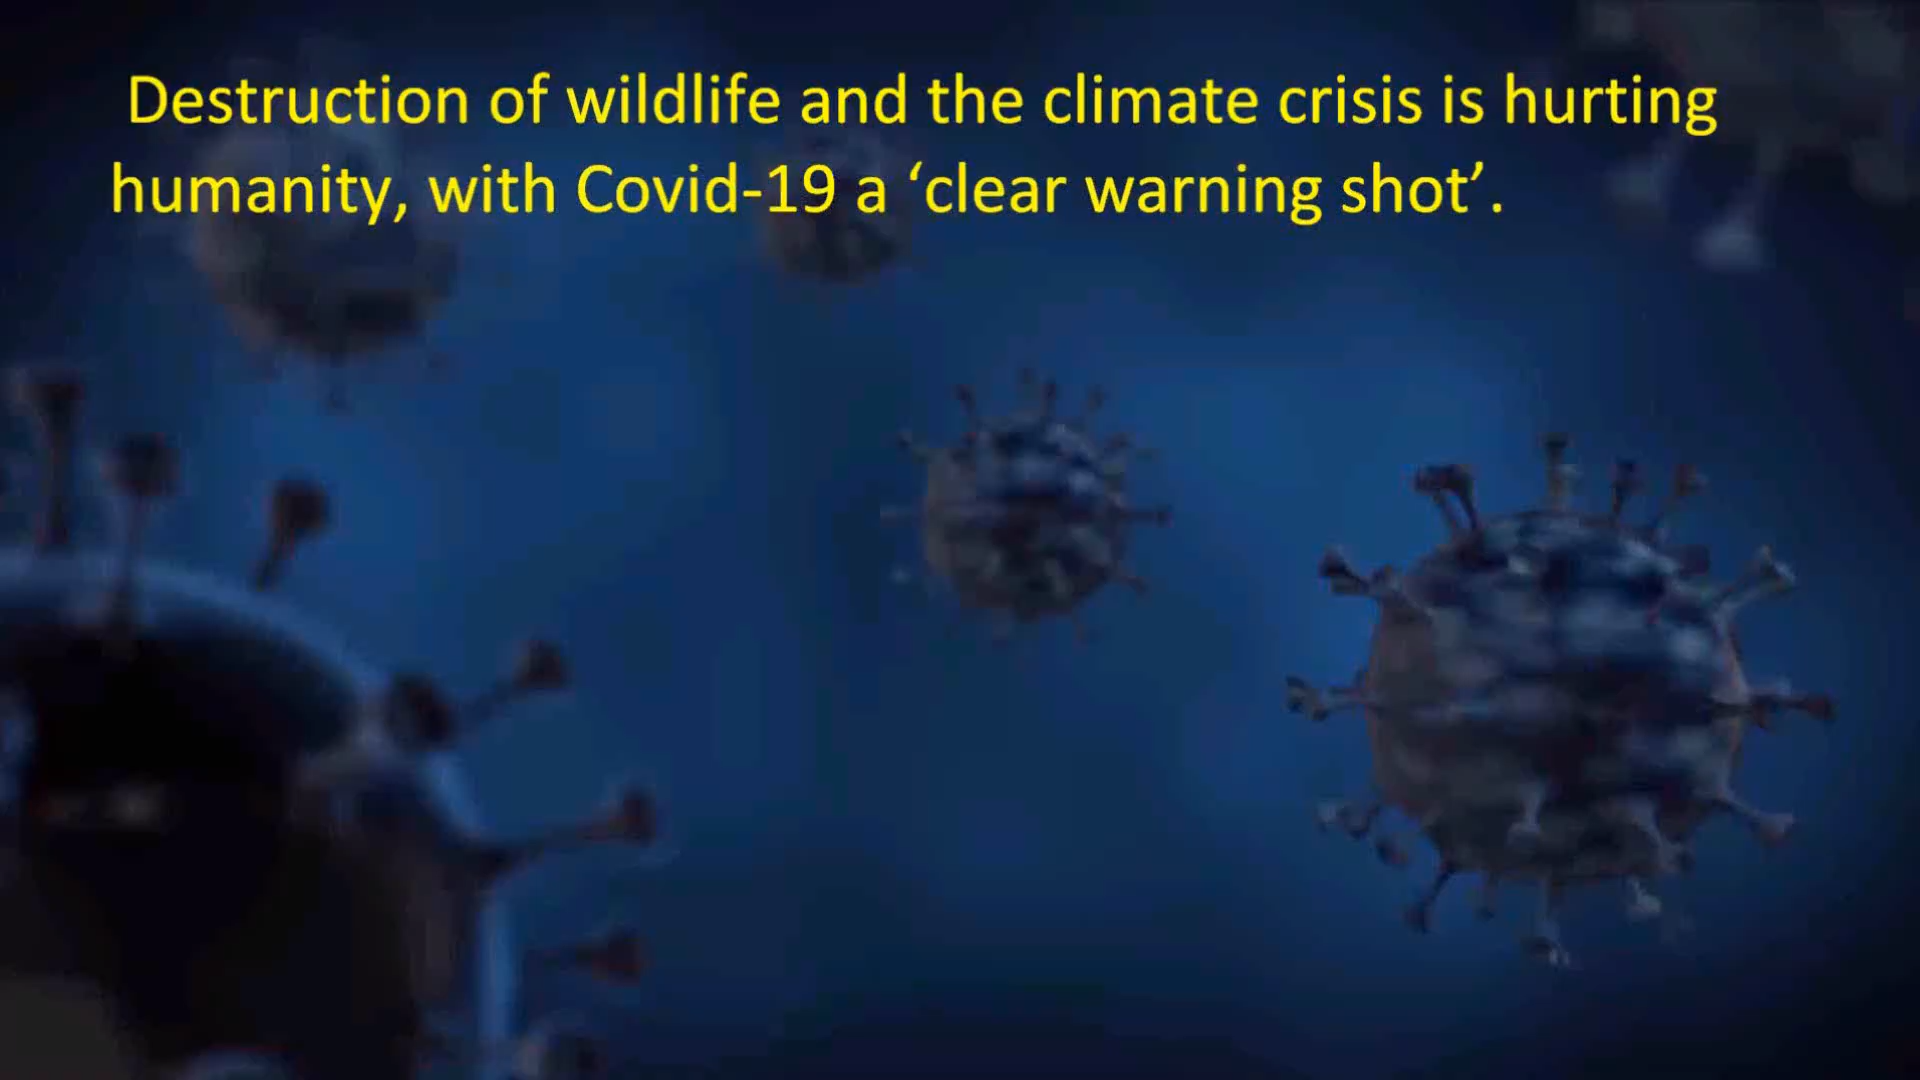 Destruction of wildlife and the climate crisis is hurting
humanity, with Covid-19 a ‘clear warning shot’.